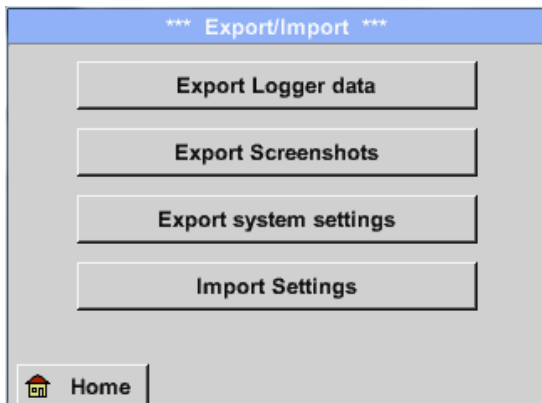 *** Export/Import ***
Export Logger data
Export Screenshots
Export system settings
Import Settings
Home